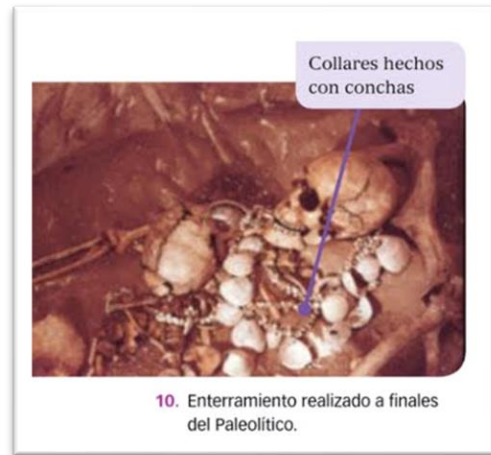 Collares hechos
con conchas
10. Enterramiento realizado a finales
del Paleolítico.